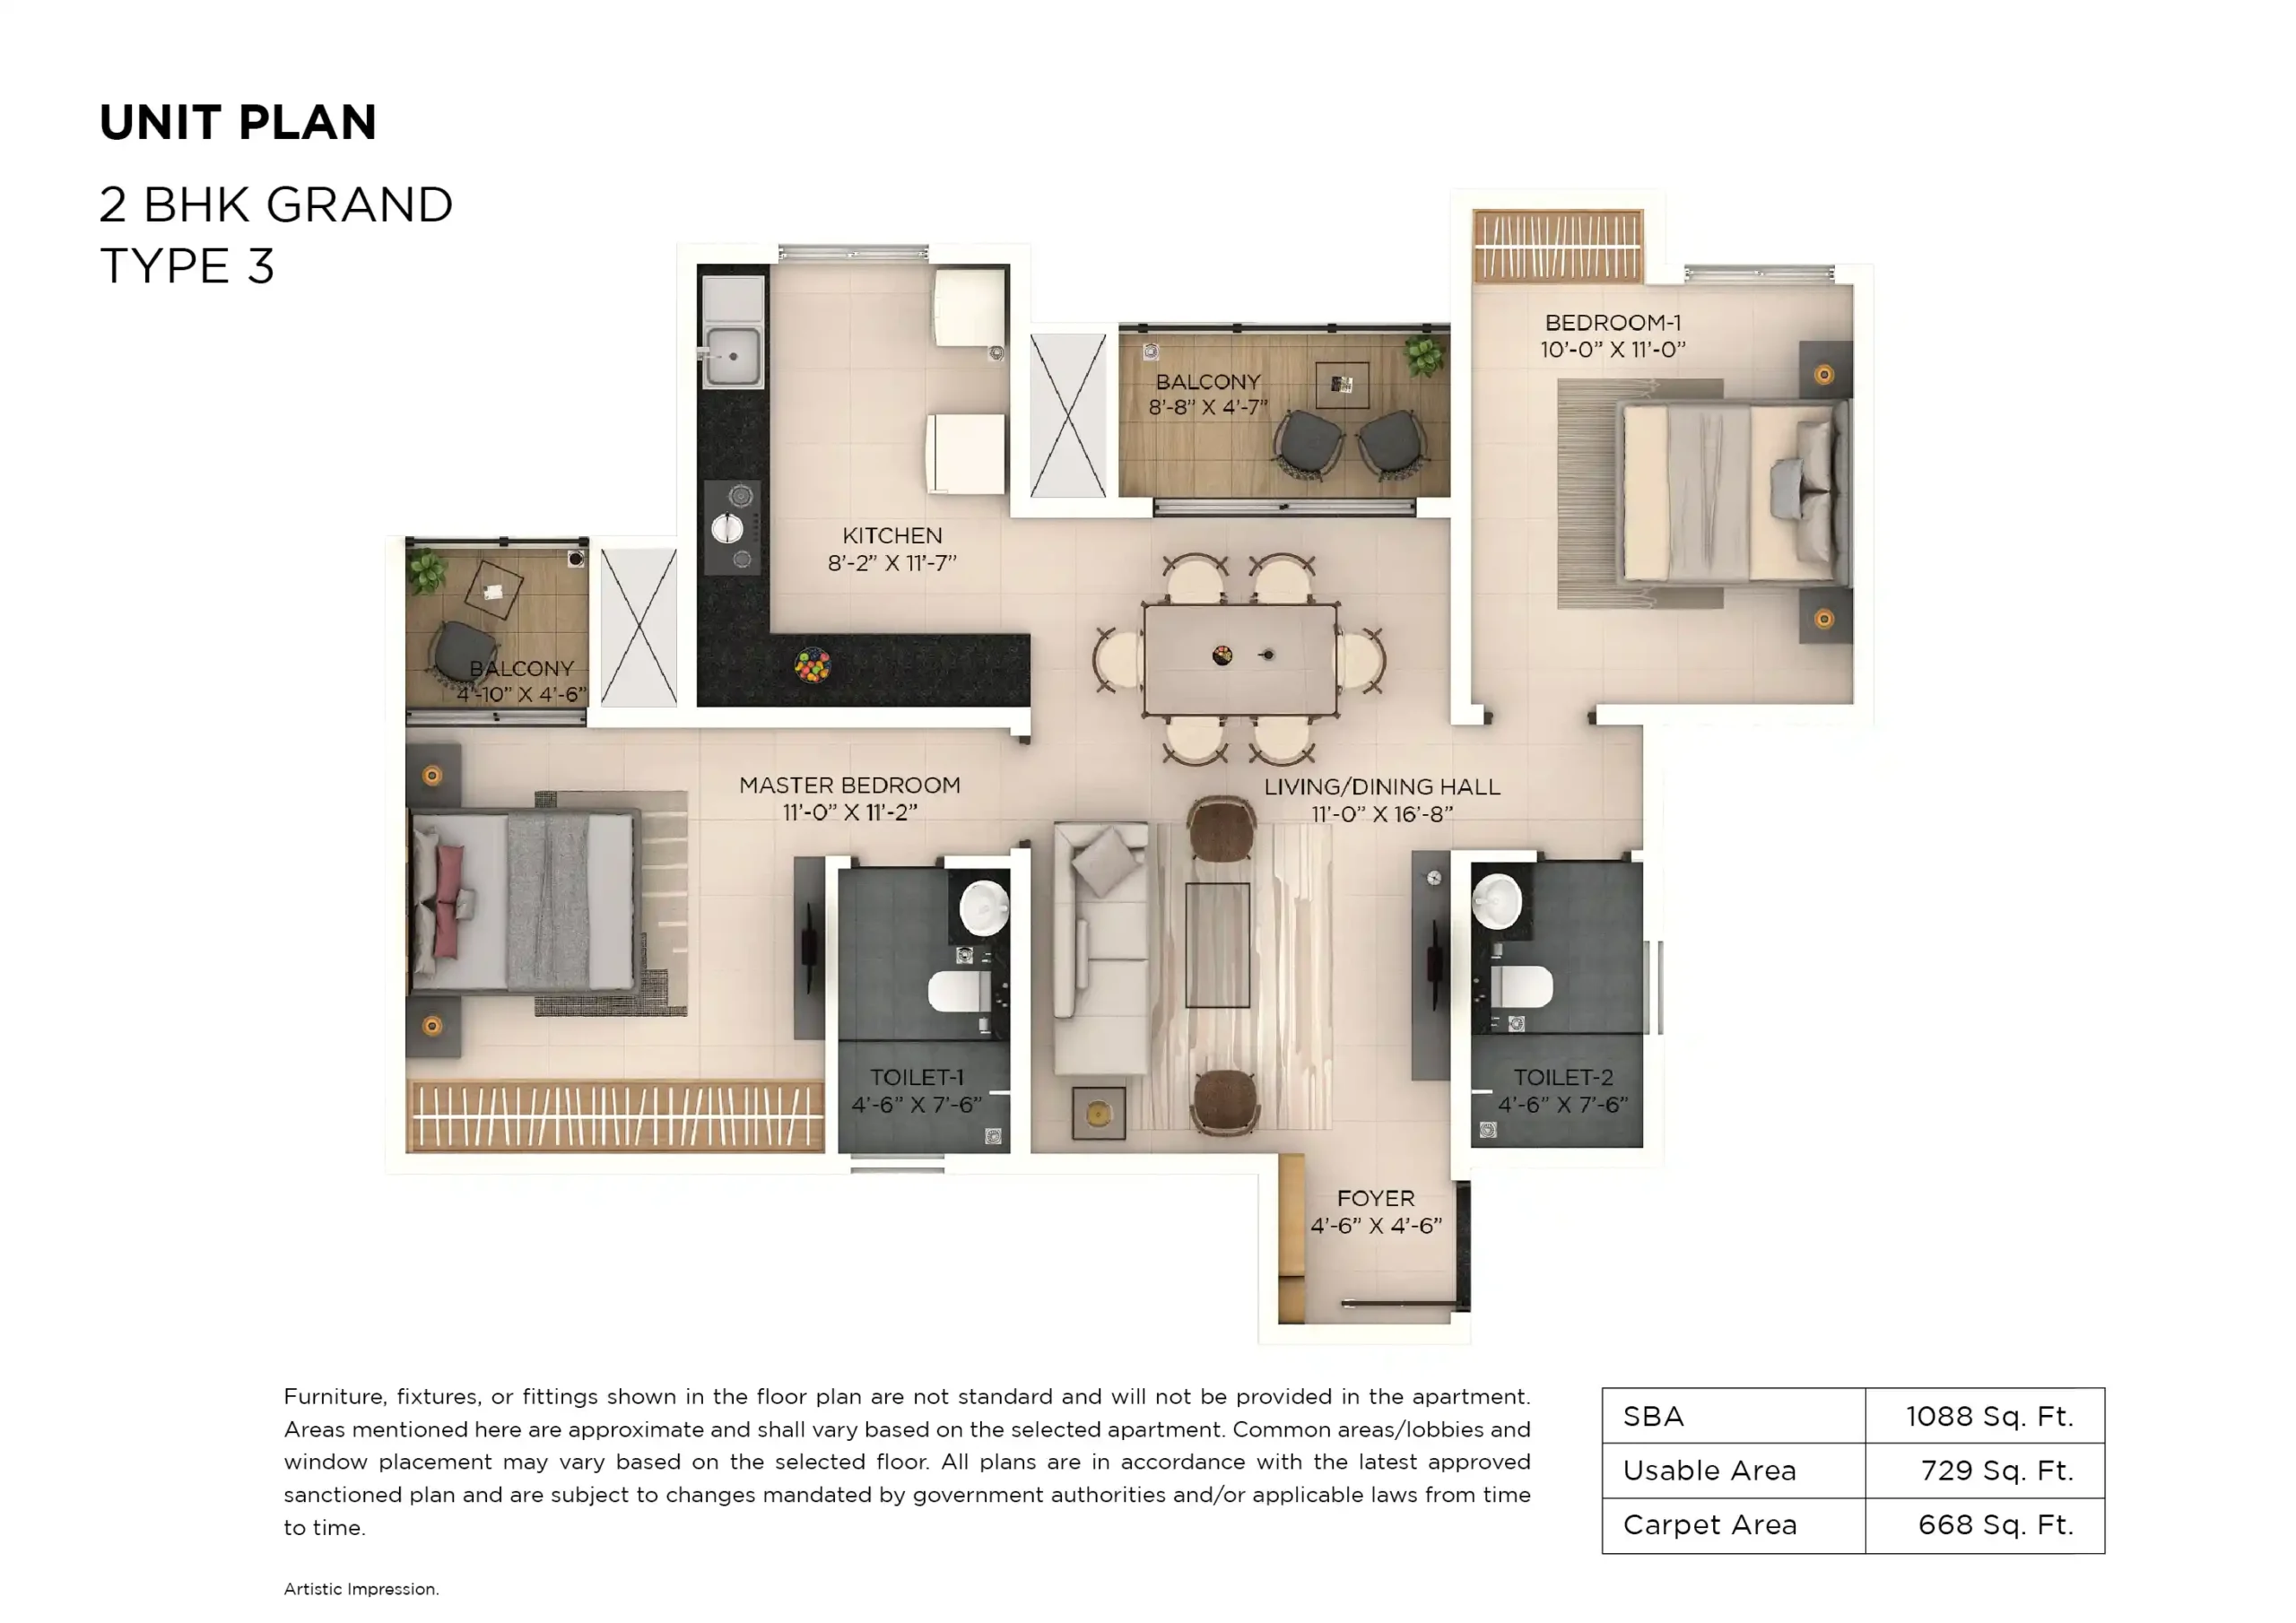 UNIT PLAN
2 BHK GRAND
TYPE 3
BEDROOM-1
10’-0” X 11’-0”
BALCONY
8’-8” X 4’-7”
KITCHEN
8’-2” X 11’-7”
BALCONY
4’-10” X 4’-6”
MASTER BEDROOM
11’-0” X 11’-2”
LIVING/DINING HALL
11’-0” X 16’-8”
TOILET-1
4’-6” X 7’-6”
TOILET-2
4’-6” X 7’-6”
FOYER
4’-6” X 4’-6”
Furniture, fixtures, or fittings shown in the floor plan are not standard and will not be provided in the apartment.
Areas mentioned here are approximate and shall vary based on the selected apartment. Common areas/lobbies and
window placement may vary based on the selected floor. All plans are in accordance with the latest approved
sanctioned plan and are subject to changes mandated by government authorities and/or applicable laws from time
to time.
Artistic Impression.
SBA 1088 Sq. Ft.
Usable Area 729 Sq. Ft.
Carpet Area 668 Sq. Ft.